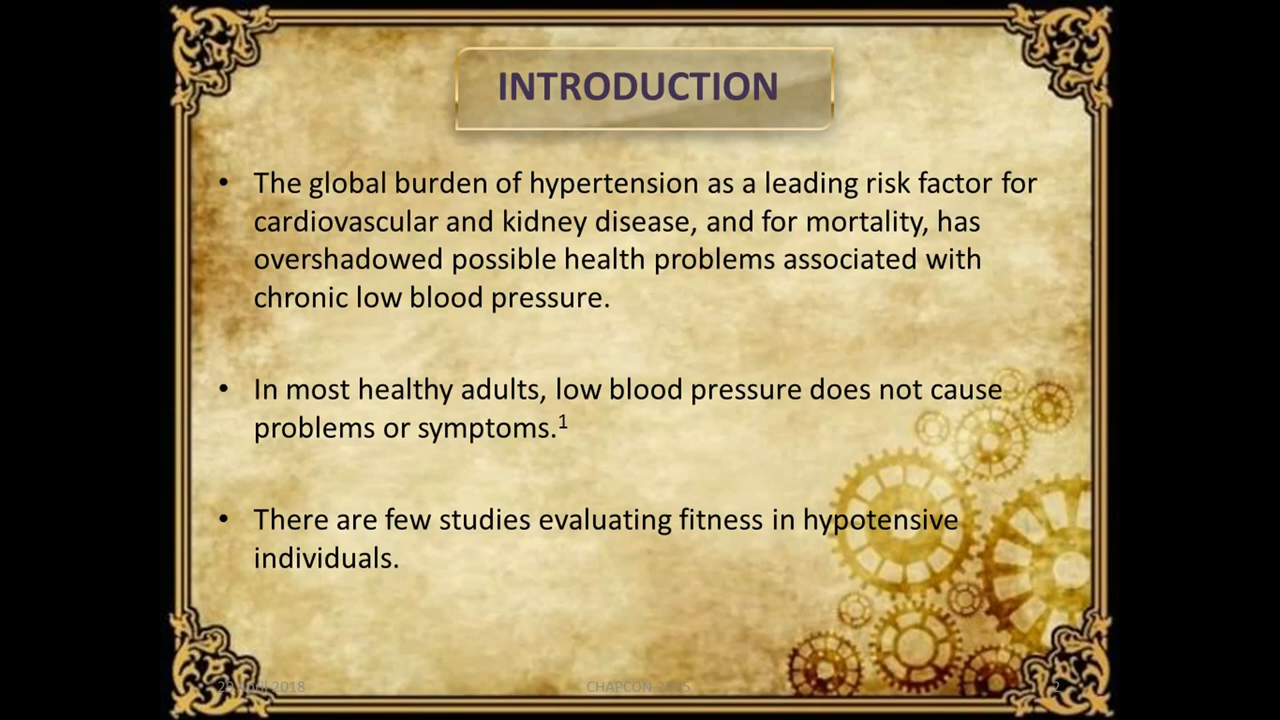 INTRODUCTION
• The global burden of hypertension as a leading risk factor for
cardiovascular and kidney disease, and for mortality, has
overshadowed possible health problems associated with
chronic low blood pressure.
• In most healthy adults, low blood pressure does not cause
problems or symptoms.¹
• There are few studies evaluating fitness in hypotensive
individuals.
2018
2